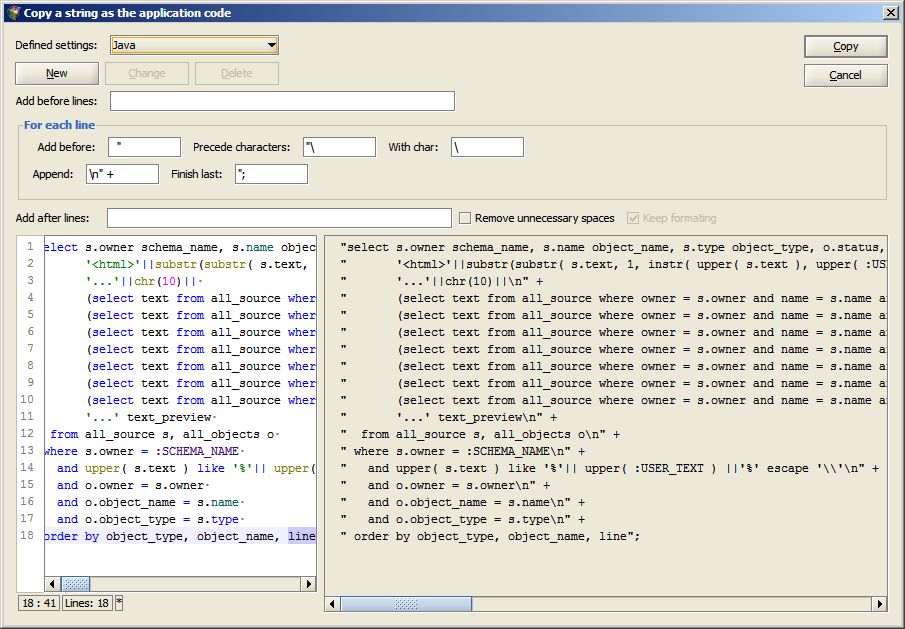 Copy a string as the application code
Defined settings: Java
Copy
New Change Delete
Cancel
Add before lines:
For each line
Add before: " Precede characters: "\ With char: \
Append: \n" + Finish last: ";
Add after lines: Remove unnecessary spaces Keep formating
1 elect s.owner schema_name, s.name objec
2 '<html>'||substr(substr( s.text,
3 '...'||chr(10)||·
4 (select text from all_source wher
5 (select text from all_source wher
6 (select text from all_source wher
7 (select text from all_source wher
8 (select text from all_source wher
9 (select text from all_source wher
10 (select text from all_source wher
11 '...' text_preview·
12 from all_source s, all_objects o·
13 where s.owner = :SCHEMA_NAME·
14 and upper( s.text ) like '%'|| upper(
15 and o.owner = s.owner·
16 and o.object_name = s.name·
17 and o.object_type = s.type·
18 order by object_type, object_name, line
"select s.owner schema_name, s.name object_name, s.type object_type, o.status,
" '<html>'||substr(substr( s.text, 1, instr( upper( s.text ), upper( :USE
" '...'||chr(10)||\n" +
" (select text from all_source where owner = s.owner and name = s.name a
" (select text from all_source where owner = s.owner and name = s.name a
" (select text from all_source where owner = s.owner and name = s.name a
" (select text from all_source where owner = s.owner and name = s.name a
" (select text from all_source where owner = s.owner and name = s.name a
" (select text from all_source where owner = s.owner and name = s.name a
" (select text from all_source where owner = s.owner and name = s.name a
" '...' text_preview\n" +
" from all_source s, all_objects o\n" +
" where s.owner = :SCHEMA_NAME\n" +
" and upper( s.text ) like '%'|| upper( :USER_TEXT ) ||'%' escape '\\'\n" +
" and o.owner = s.owner\n" +
" and o.object_name = s.name\n" +
" and o.object_type = s.type\n" +
" order by object_type, object_name, line";
18 : 41 Lines: 18 *